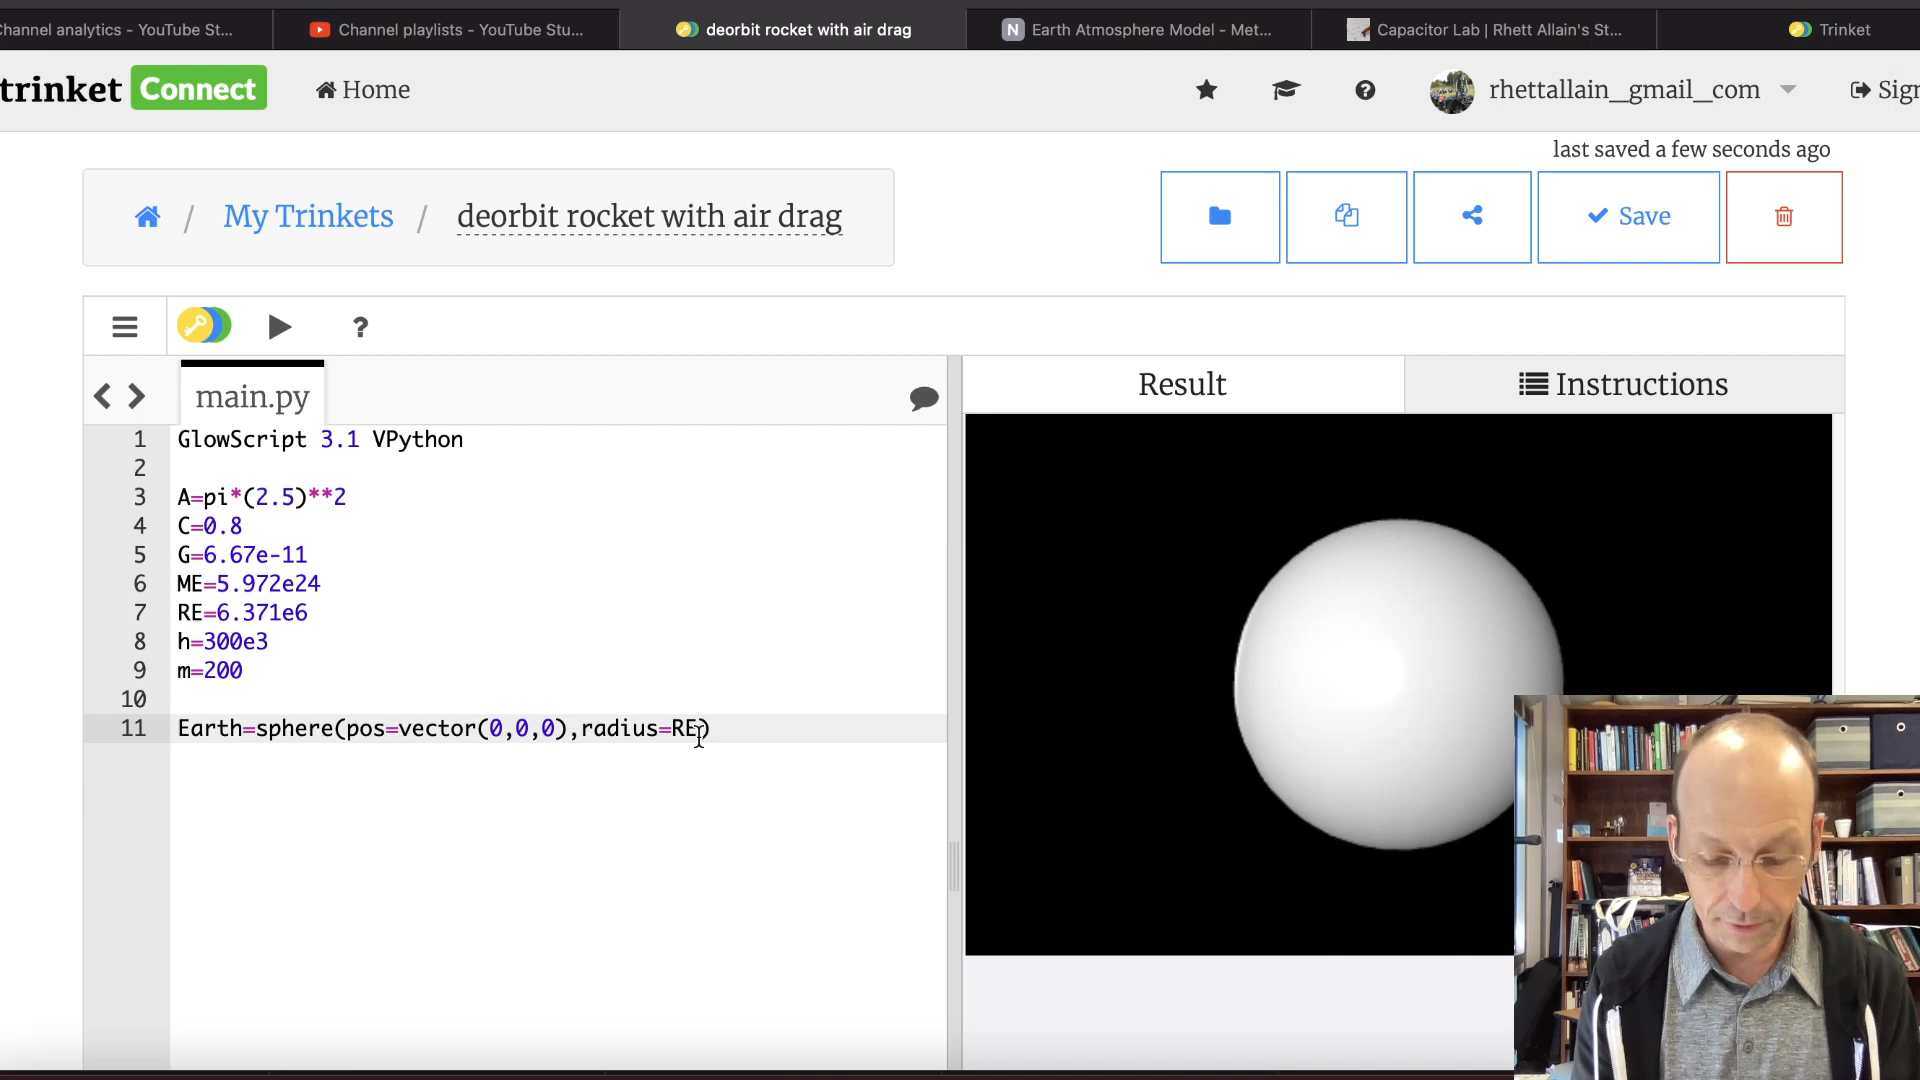 hannel analytics - YouTube St...
Channel playlists - YouTube Stu...
deorbit rocket with air drag
N Earth Atmosphere Model - Met...
Capacitor Lab | Rhett Allain's St...
Trinket
trinket Connect
Home
rhettallain_gmail_com
Sign
last saved a few seconds ago
/ My Trinkets / deorbit rocket with air drag
Save
?
main.py
Result
Instructions
1 GlowScript 3.1 VPython
2
3 A=pi*(2.5)**2
4 C=0.8
5 G=6.67e-11
6 ME=5.972e24
7 RE=6.371e6
8 h=300e3
9 m=200
10
11 Earth=sphere(pos=vector(0,0,0),radius=RE)